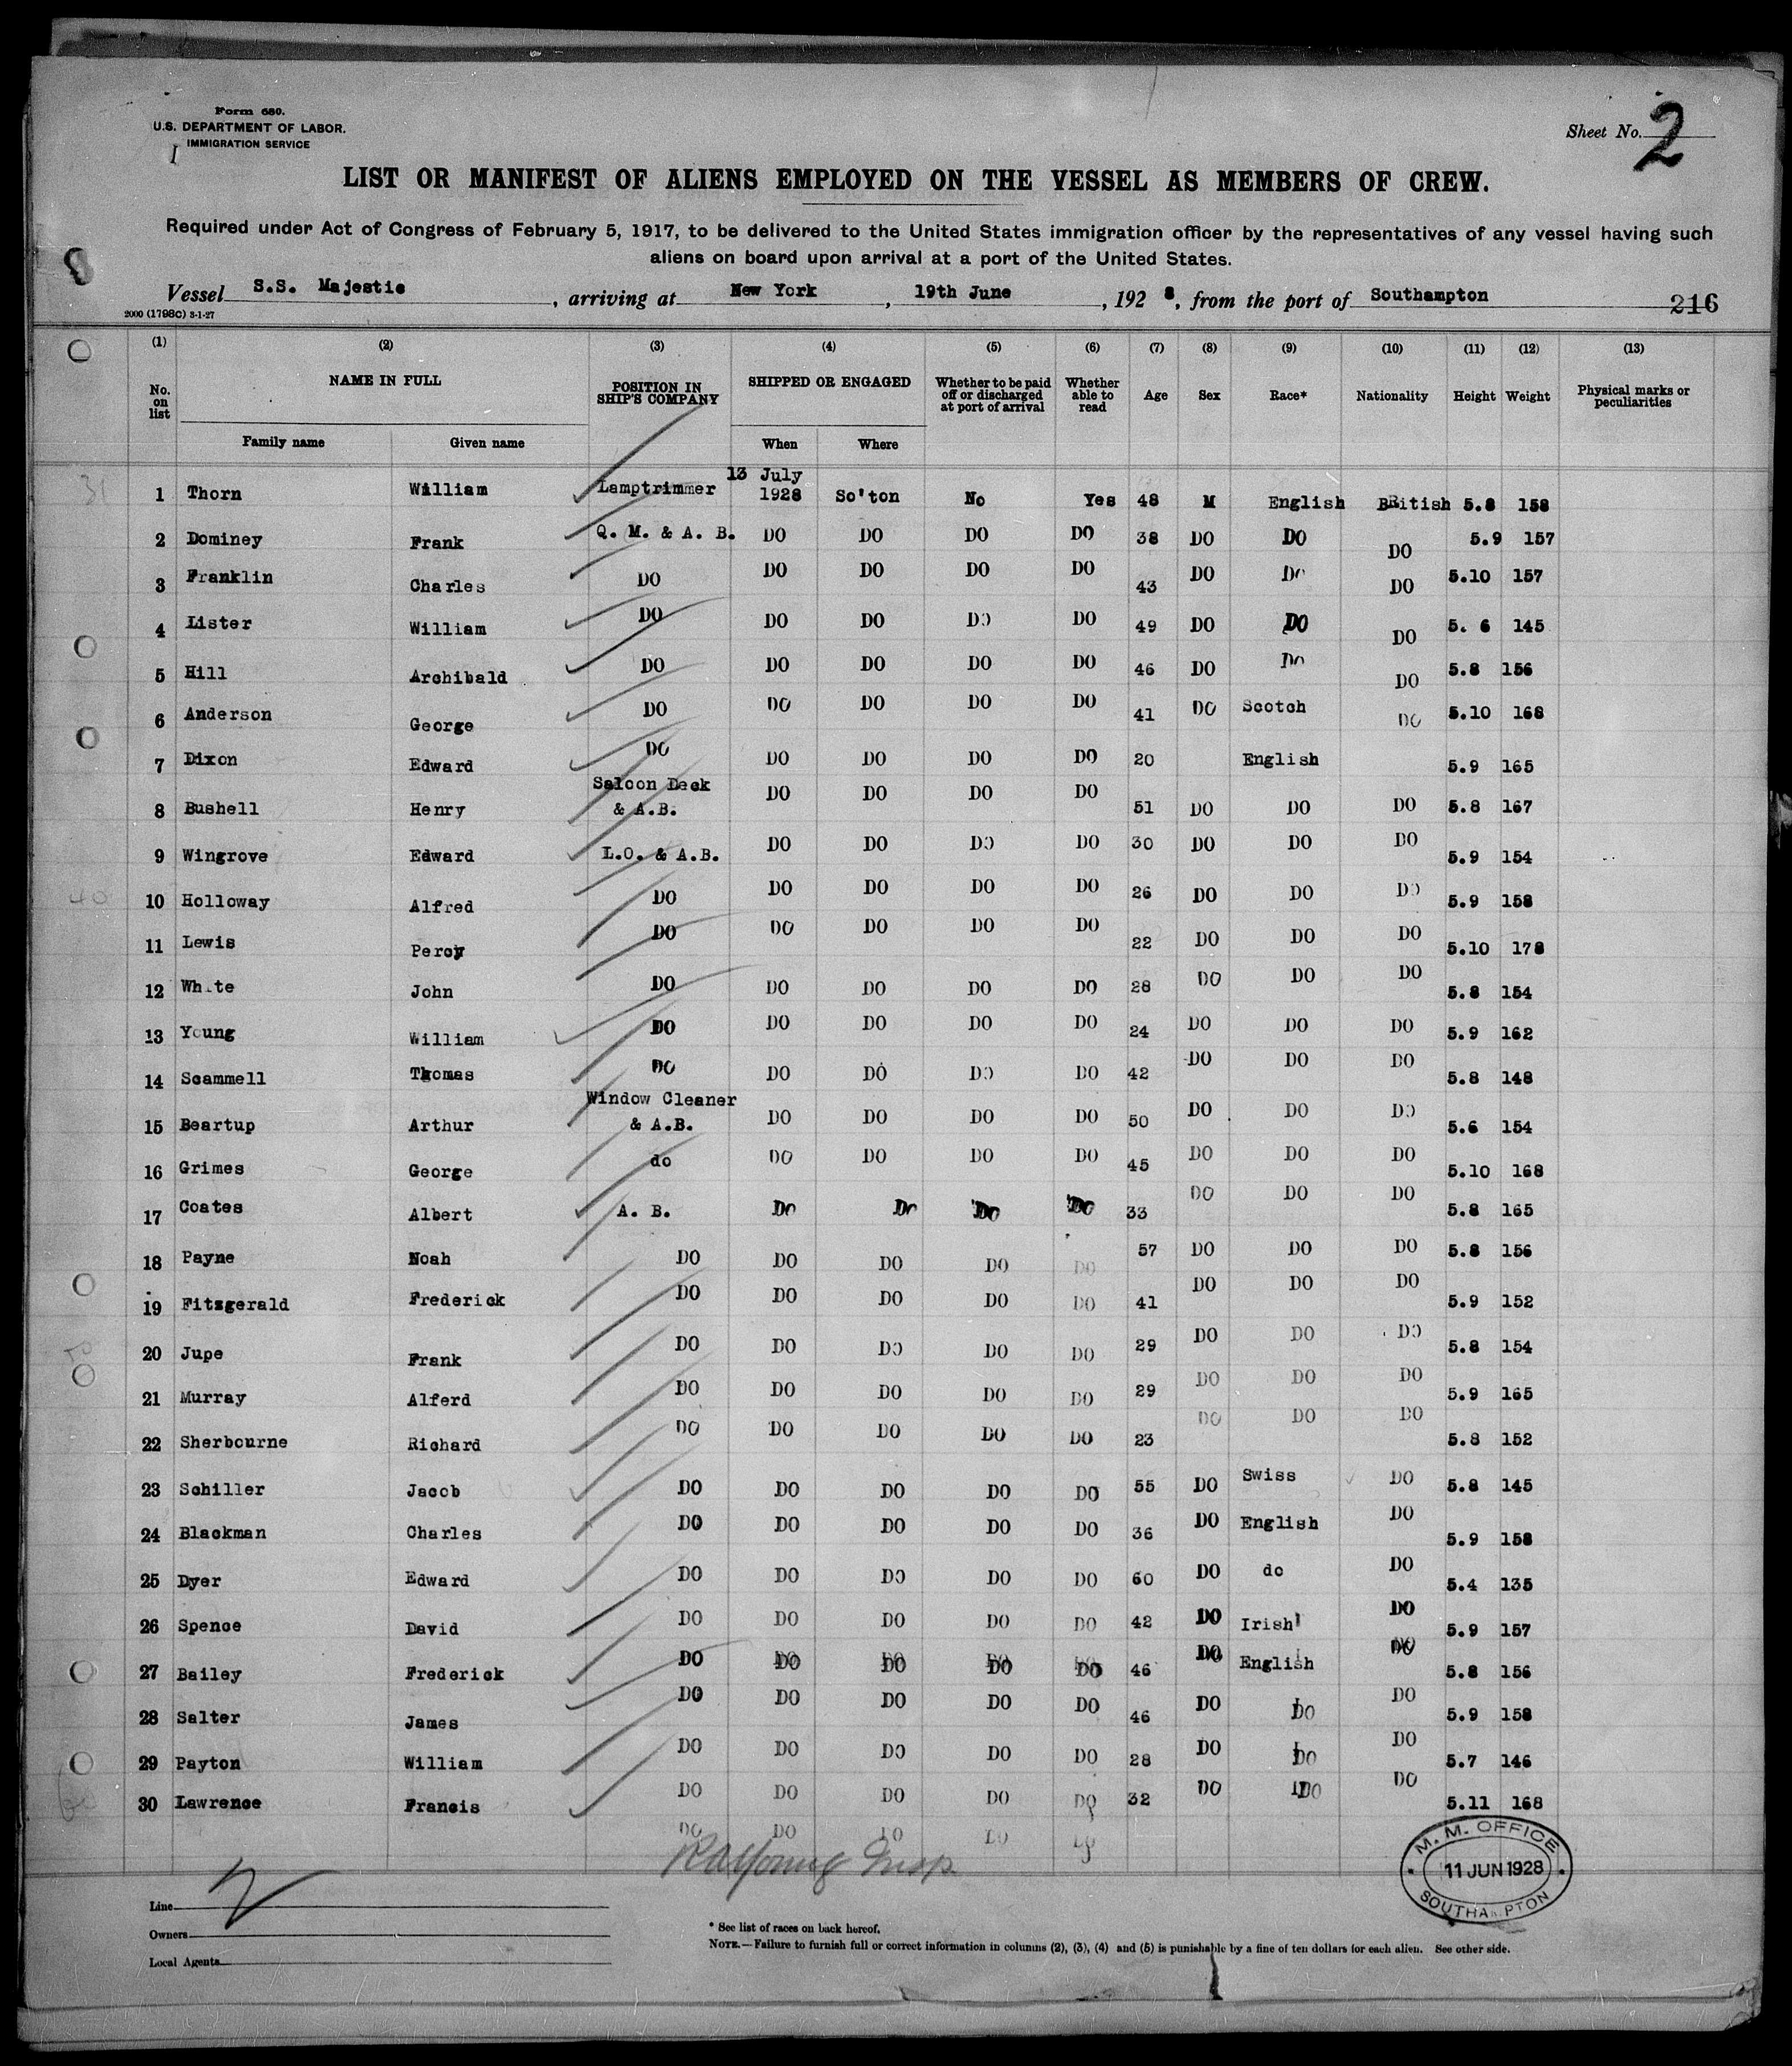 Form 680.
U.S. DEPARTMENT OF LABOR.
IMMIGRATION SERVICE
Sheet No. 2
LIST OR MANIFEST OF ALIENS EMPLOYED ON THE VESSEL AS MEMBERS OF CREW.
Required under Act of Congress of February 5, 1917, to be delivered to the United States immigration officer by the representatives of any vessel having such
aliens on board upon arrival at a port of the United States.
Vessel S.S. Majestic, arriving at New York, 19th June, 192 8, from the port of Southampton 216
2000 (1798c) 3-1-27
(1) (2) (3) (4) (5) (6) (7) (8) (9) (10) (11) (12) (13)
No. on list NAME IN FULL POSITION IN SHIP'S COMPANY SHIPPED OR ENGAGED Whether to be paid off or discharged at port of arrival Whether able to read Age Sex Race* Nationality Height Weight Physical marks or peculiarities
Family name Given name When Where
1 Thorn William Lamptrimmer 13 July 1928 So'ton No Yes 48 M English British 5.8 158
2 Dominey Frank Q. M. & A. B. DO DO DO DO 38 DO DO DO 5.9 157
3 Franklin Charles DO DO DO DO DO 43 DO Do DO 5.10 157
4 Lister William DO DO DO DO DO 49 DO DO DO 5. 6 145
5 Hill Archibald DO DO DO DO DO 46 DO Do DO 5.8 156
6 Anderson George DO DO DO DO DO 41 DO Scotch DO 5.10 168
7 Dixon Edward DO DO DO DO DO 20 English 5.9 165
8 Bushell Henry Saloon Deck & A.B. DO DO DO DO 51 DO DO DO 5.8 167
9 Wingrove Edward L.O. & A.B. DO DO DO DO 30 DO DO DO 5.9 154
10 Holloway Alfred DO DO DO DO DO 26 DO DO DO 5.9 158
11 Lewis Percy DO DO DO DO DO 22 DO DO DO 5.10 178
12 White John DO DO DO DO DO 28 DO DO DO 5.8 154
13 Young William DO DO DO DO DO 24 DO DO DO 5.9 162
14 Scammell Thomas DO DO DO DO DO 42 DO DO DO 5.8 148
15 Beartup Arthur Window Cleaner & A.B. DO DO DO DO 50 DO DO DO 5.6 154
16 Grimes George do DO DO DO DO 45 DO DO DO 5.10 168
17 Coates Albert A. B. Do Do Do Do 33 DO DO DO 5.8 165
18 Payne Noah DO DO DO DO DO 57 DO DO DO 5.8 156
19 Fitzgerald Frederick DO DO DO DO DO 41 DO DO DO 5.9 152
20 Jupe Frank DO DO DO DO DO 29 DO DO DO 5.8 154
21 Murray Alferd DO DO DO DO DO 29 DO DO DO 5.9 165
22 Sherbourne Richard DO DO DO DO DO 23 DO DO DO 5.8 152
23 Schiller Jacob DO DO DO DO DO 55 DO Swiss DO 5.8 145
24 Blackman Charles DO DO DO DO DO 36 DO English DO 5.9 158
25 Dyer Edward DO DO DO DO DO 60 DO do DO 5.4 135
26 Spence David DO DO DO DO DO 42 DO Irish DO 5.9 157
27 Bailey Frederick DO DO DO DO DO 46 DO English DO 5.8 156
28 Salter James DO DO DO DO DO 46 DO Do DO 5.9 158
29 Payton William DO DO DO DO DO 28 DO Do DO 5.7 146
30 Lawrence Francis DO DO DO DO DO 32 DO DO DO 5.11 168
DO DO DO DO DO
M. M. OFFICE
11 JUN 1928
SOUTHAMPTON
Line
Owners
Local Agents
* See list of races on back hereof.
NOTE.—Failure to furnish full or correct information in columns (2), (3), (4) and (5) is punishable by a fine of ten dollars for each alien. See other side.